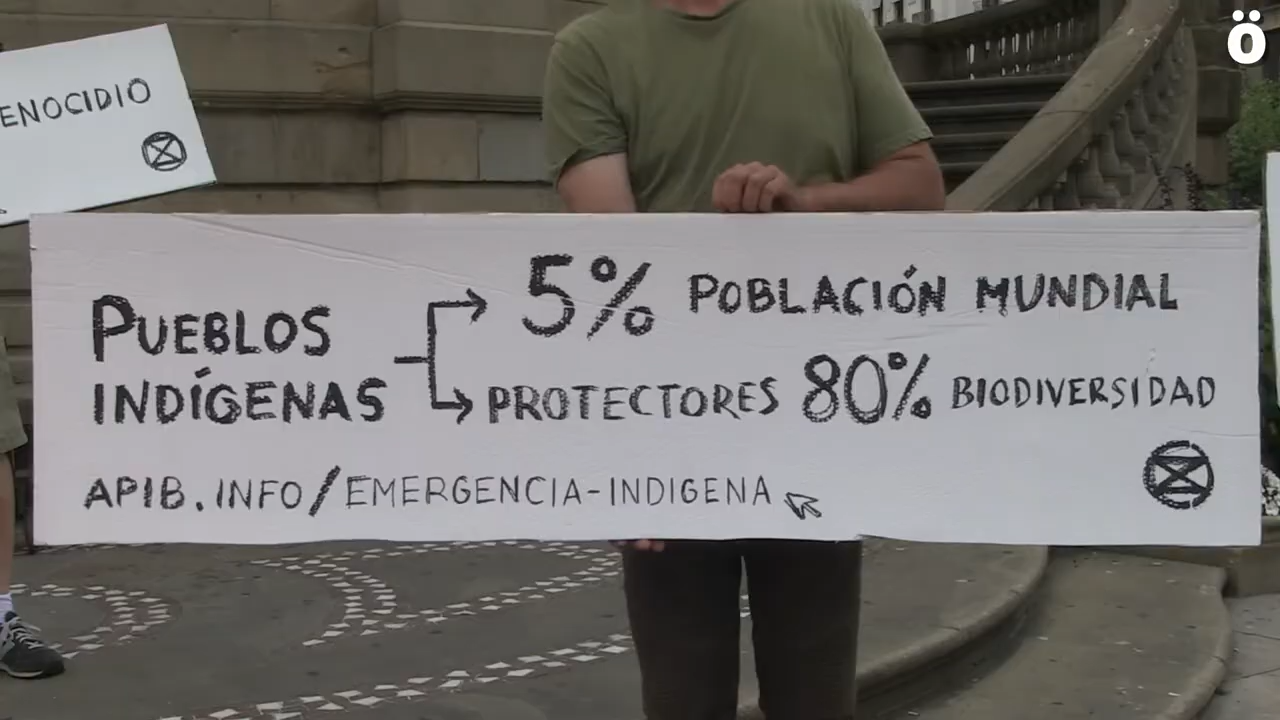 ö
ENOCIDIO
PUEBLOS
INDÍGENAS
5% POBLACIÓN MUNDIAL
PROTECTORES 80% BIODIVERSIDAD
APIB.INFO/EMERGENCIA-INDIGENA